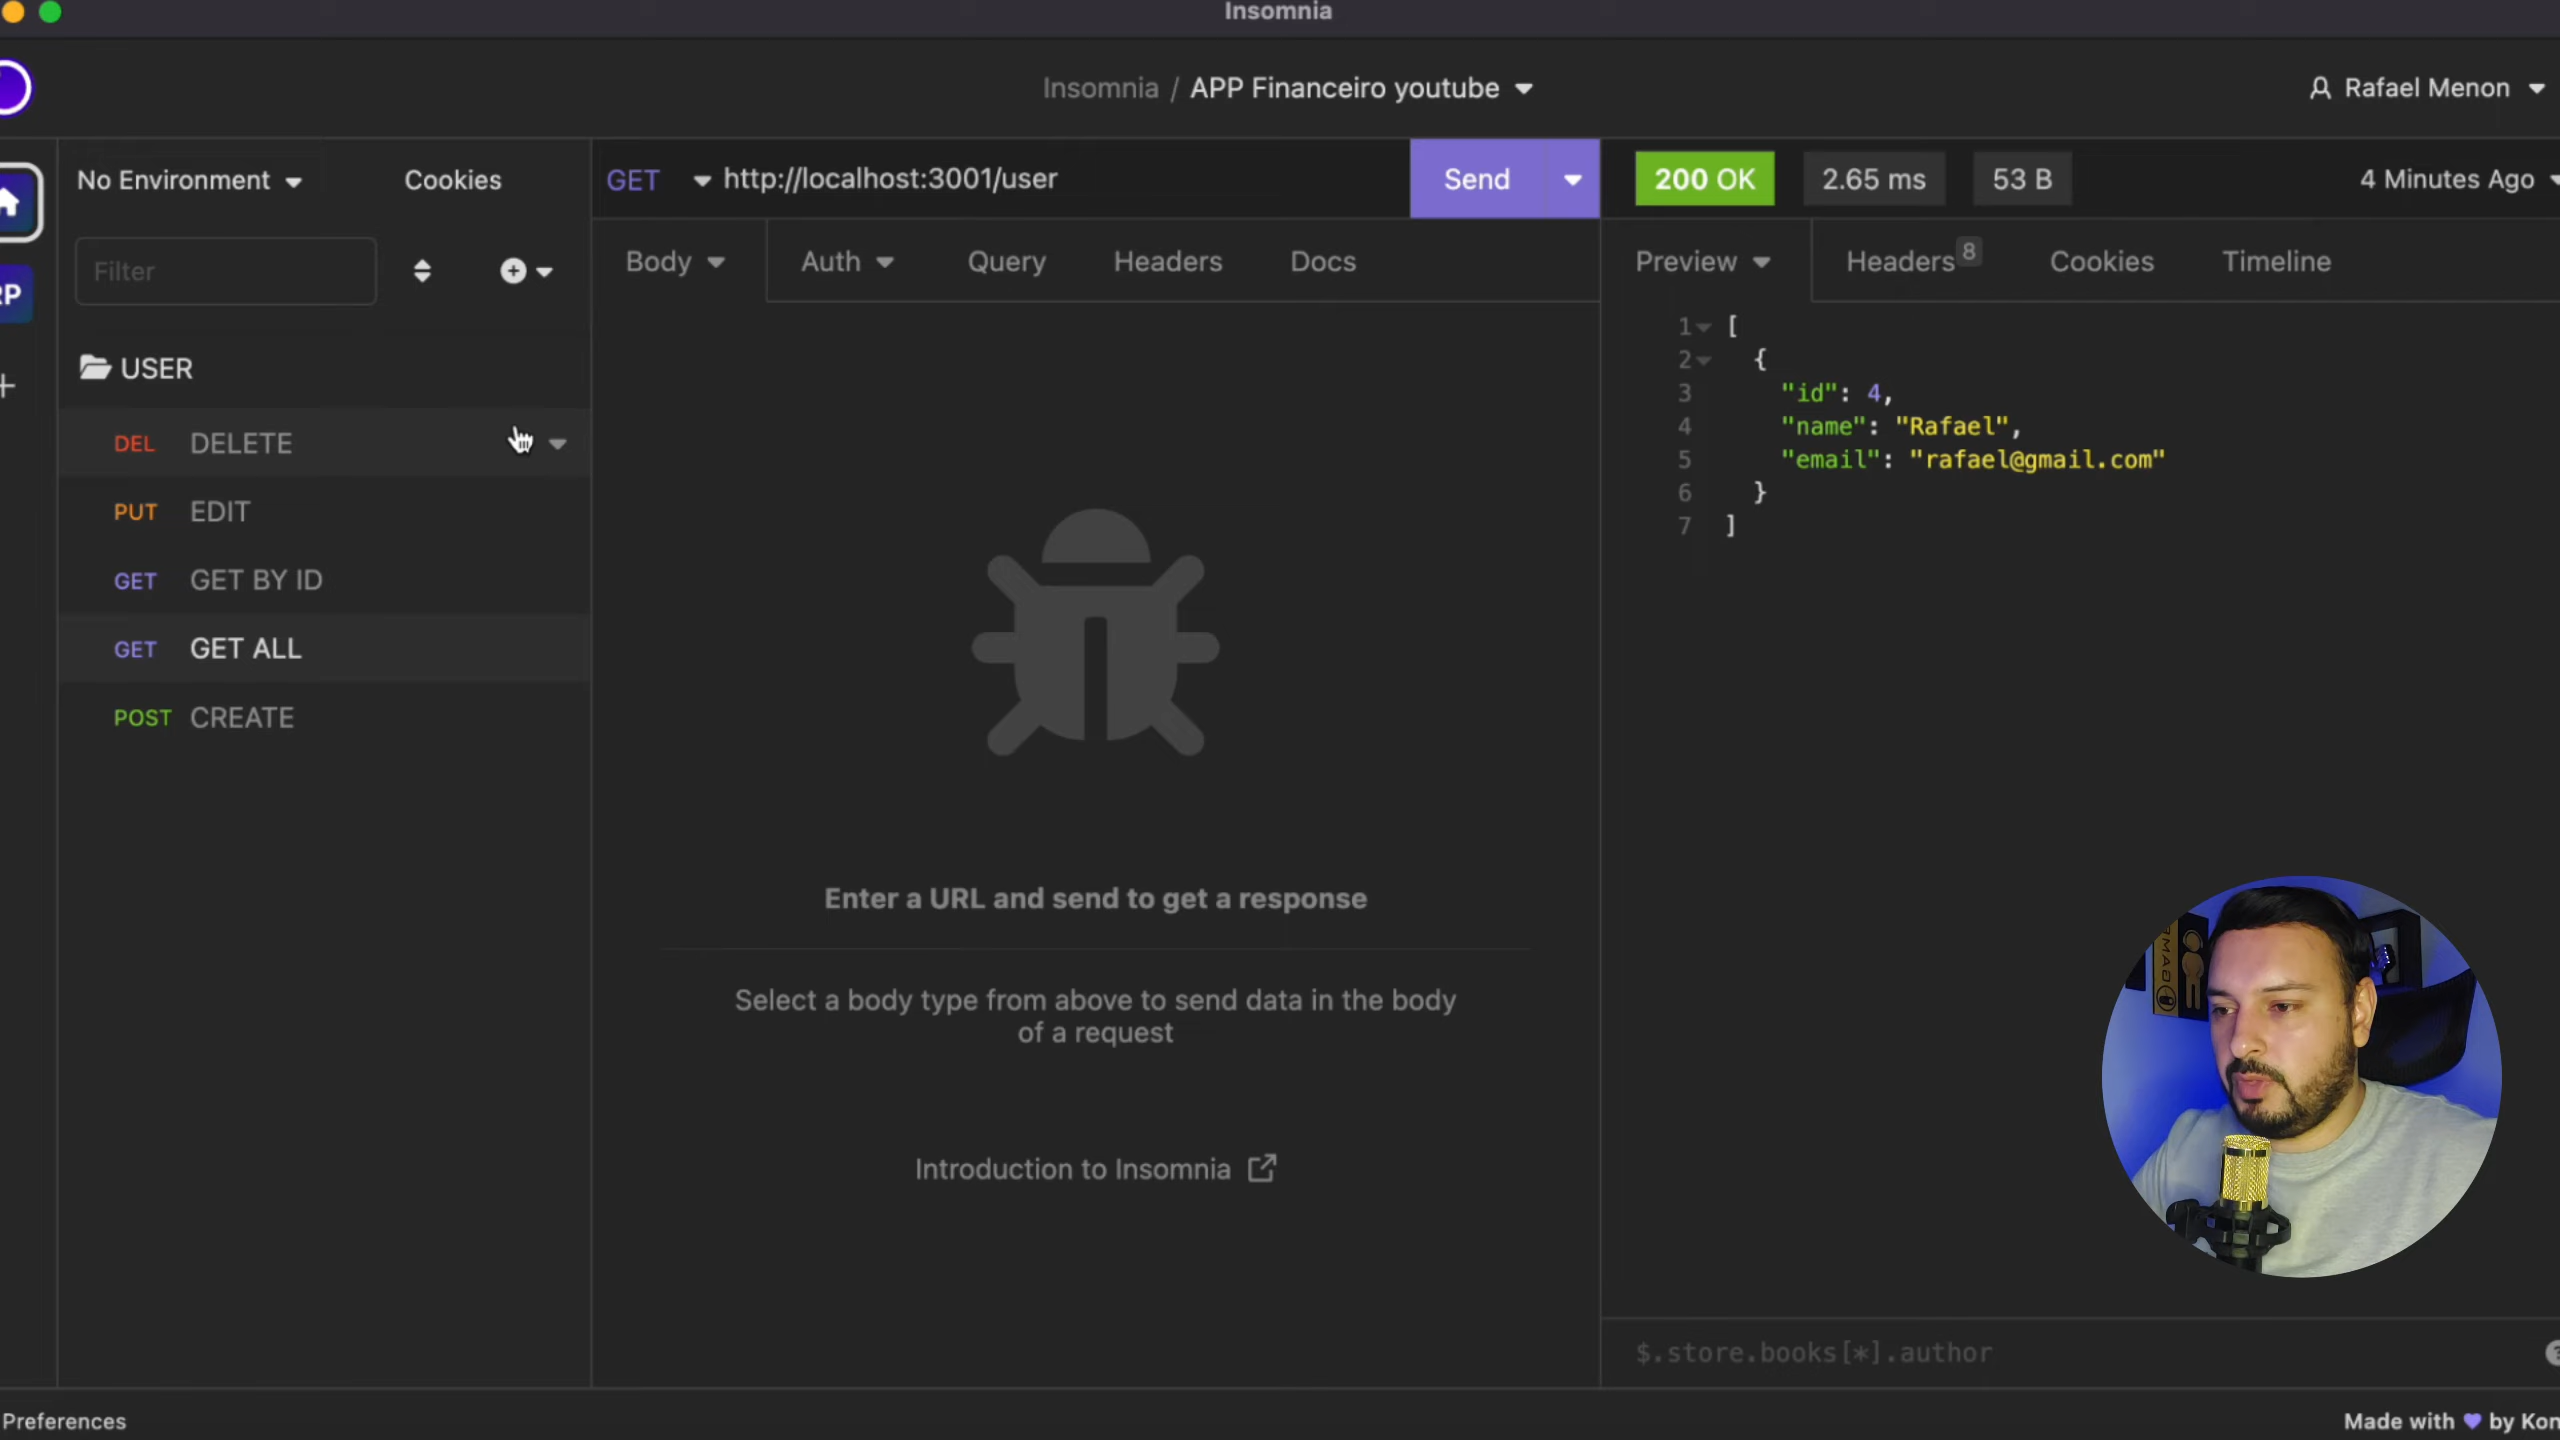 Insomnia
Insomnia / APP Financeiro youtube
Rafael Menon
No Environment
Cookies
GET http://localhost:3001/user
Send
200 OK
2.65 ms
53 B
4 Minutes Ago
Filter
Body
Auth
Query
Headers
Docs
Preview
Headers 8
Cookies
Timeline
RP
USER
DEL DELETE
PUT EDIT
GET GET BY ID
GET GET ALL
POST CREATE
1 [
2 {
3 "id": 4,
4 "name": "Rafael",
5 "email": "rafael@gmail.com"
6 }
7 ]
Enter a URL and send to get a response
Select a body type from above to send data in the body
of a request
Introduction to Insomnia
$.store.books[*].author
Preferences
Made with ♥ by Kon